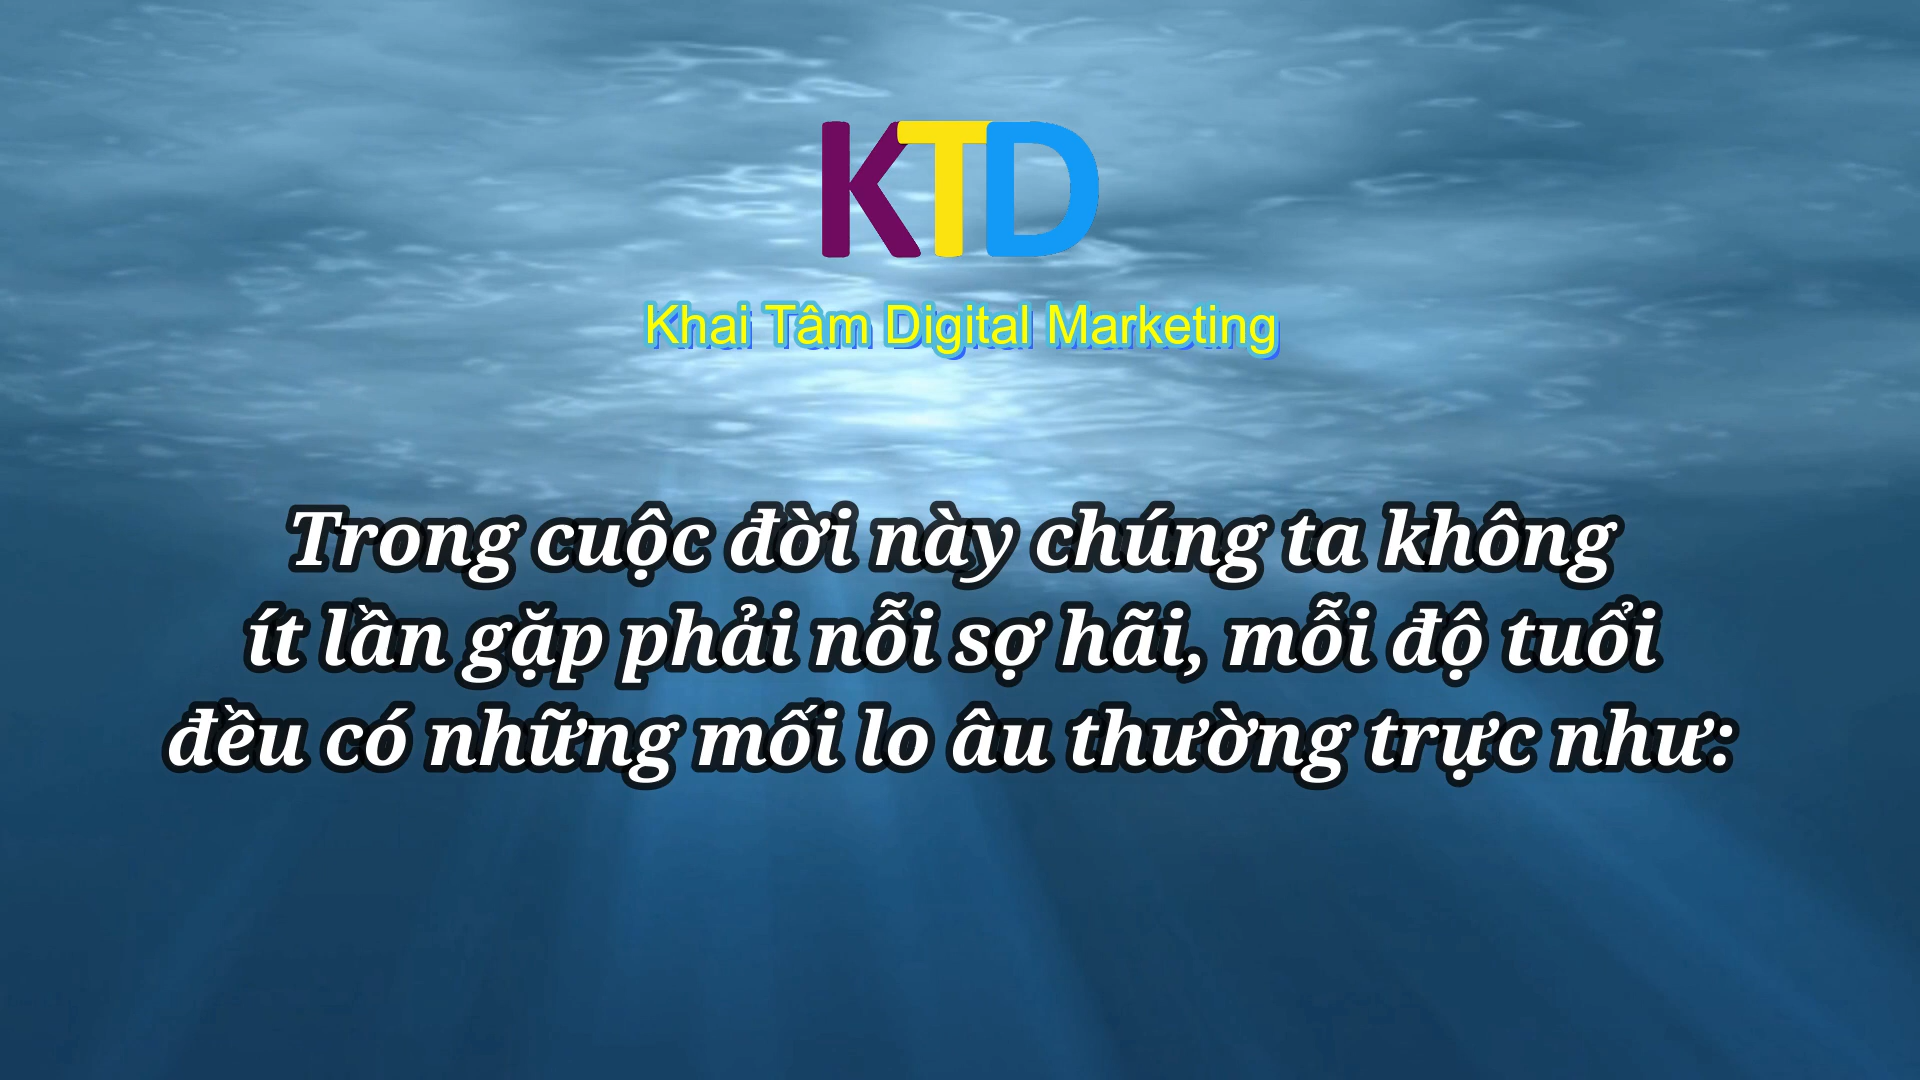 KTD
Khai Tâm Digital Marketing
Trong cuộc đời này chúng ta không
ít lần gặp phải nỗi sợ hãi, mỗi độ tuổi
đều có những mối lo âu thường trực như: